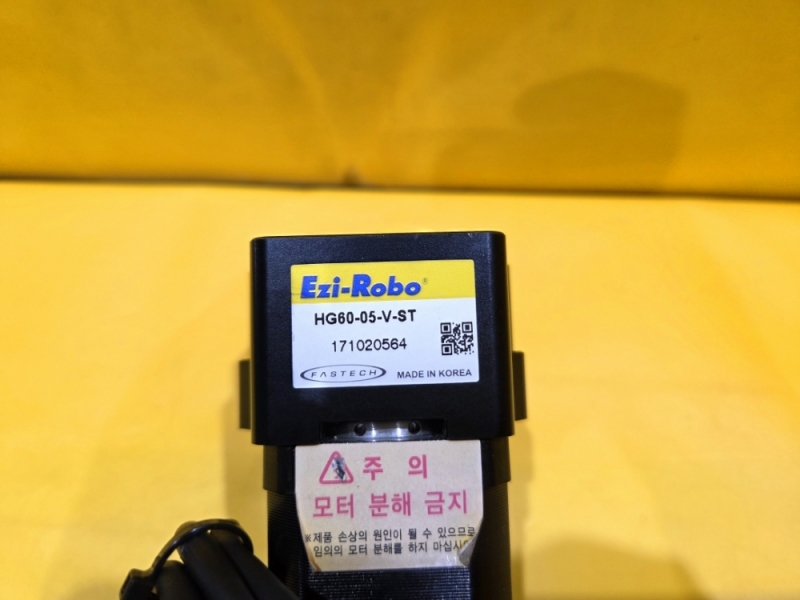 Ezi-Robo®
HG60-05-V-ST
171020564
FASTECH
MADE IN KOREA
주 의
모터 분해 금지
※제품 손상의 원인이 될 수 있으므로
임의의 모터 분해를 하지 마십시오